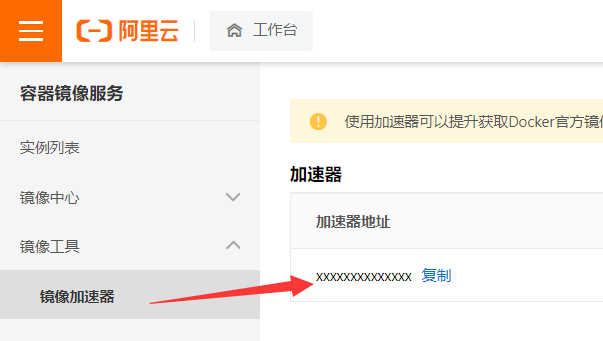 阿里云
工作台
容器镜像服务
实例列表
镜像中心
镜像工具
镜像加速器
使用加速器可以提升获取Docker官方镜
加速器
加速器地址
xxxxxxxxxxxxxx 复制